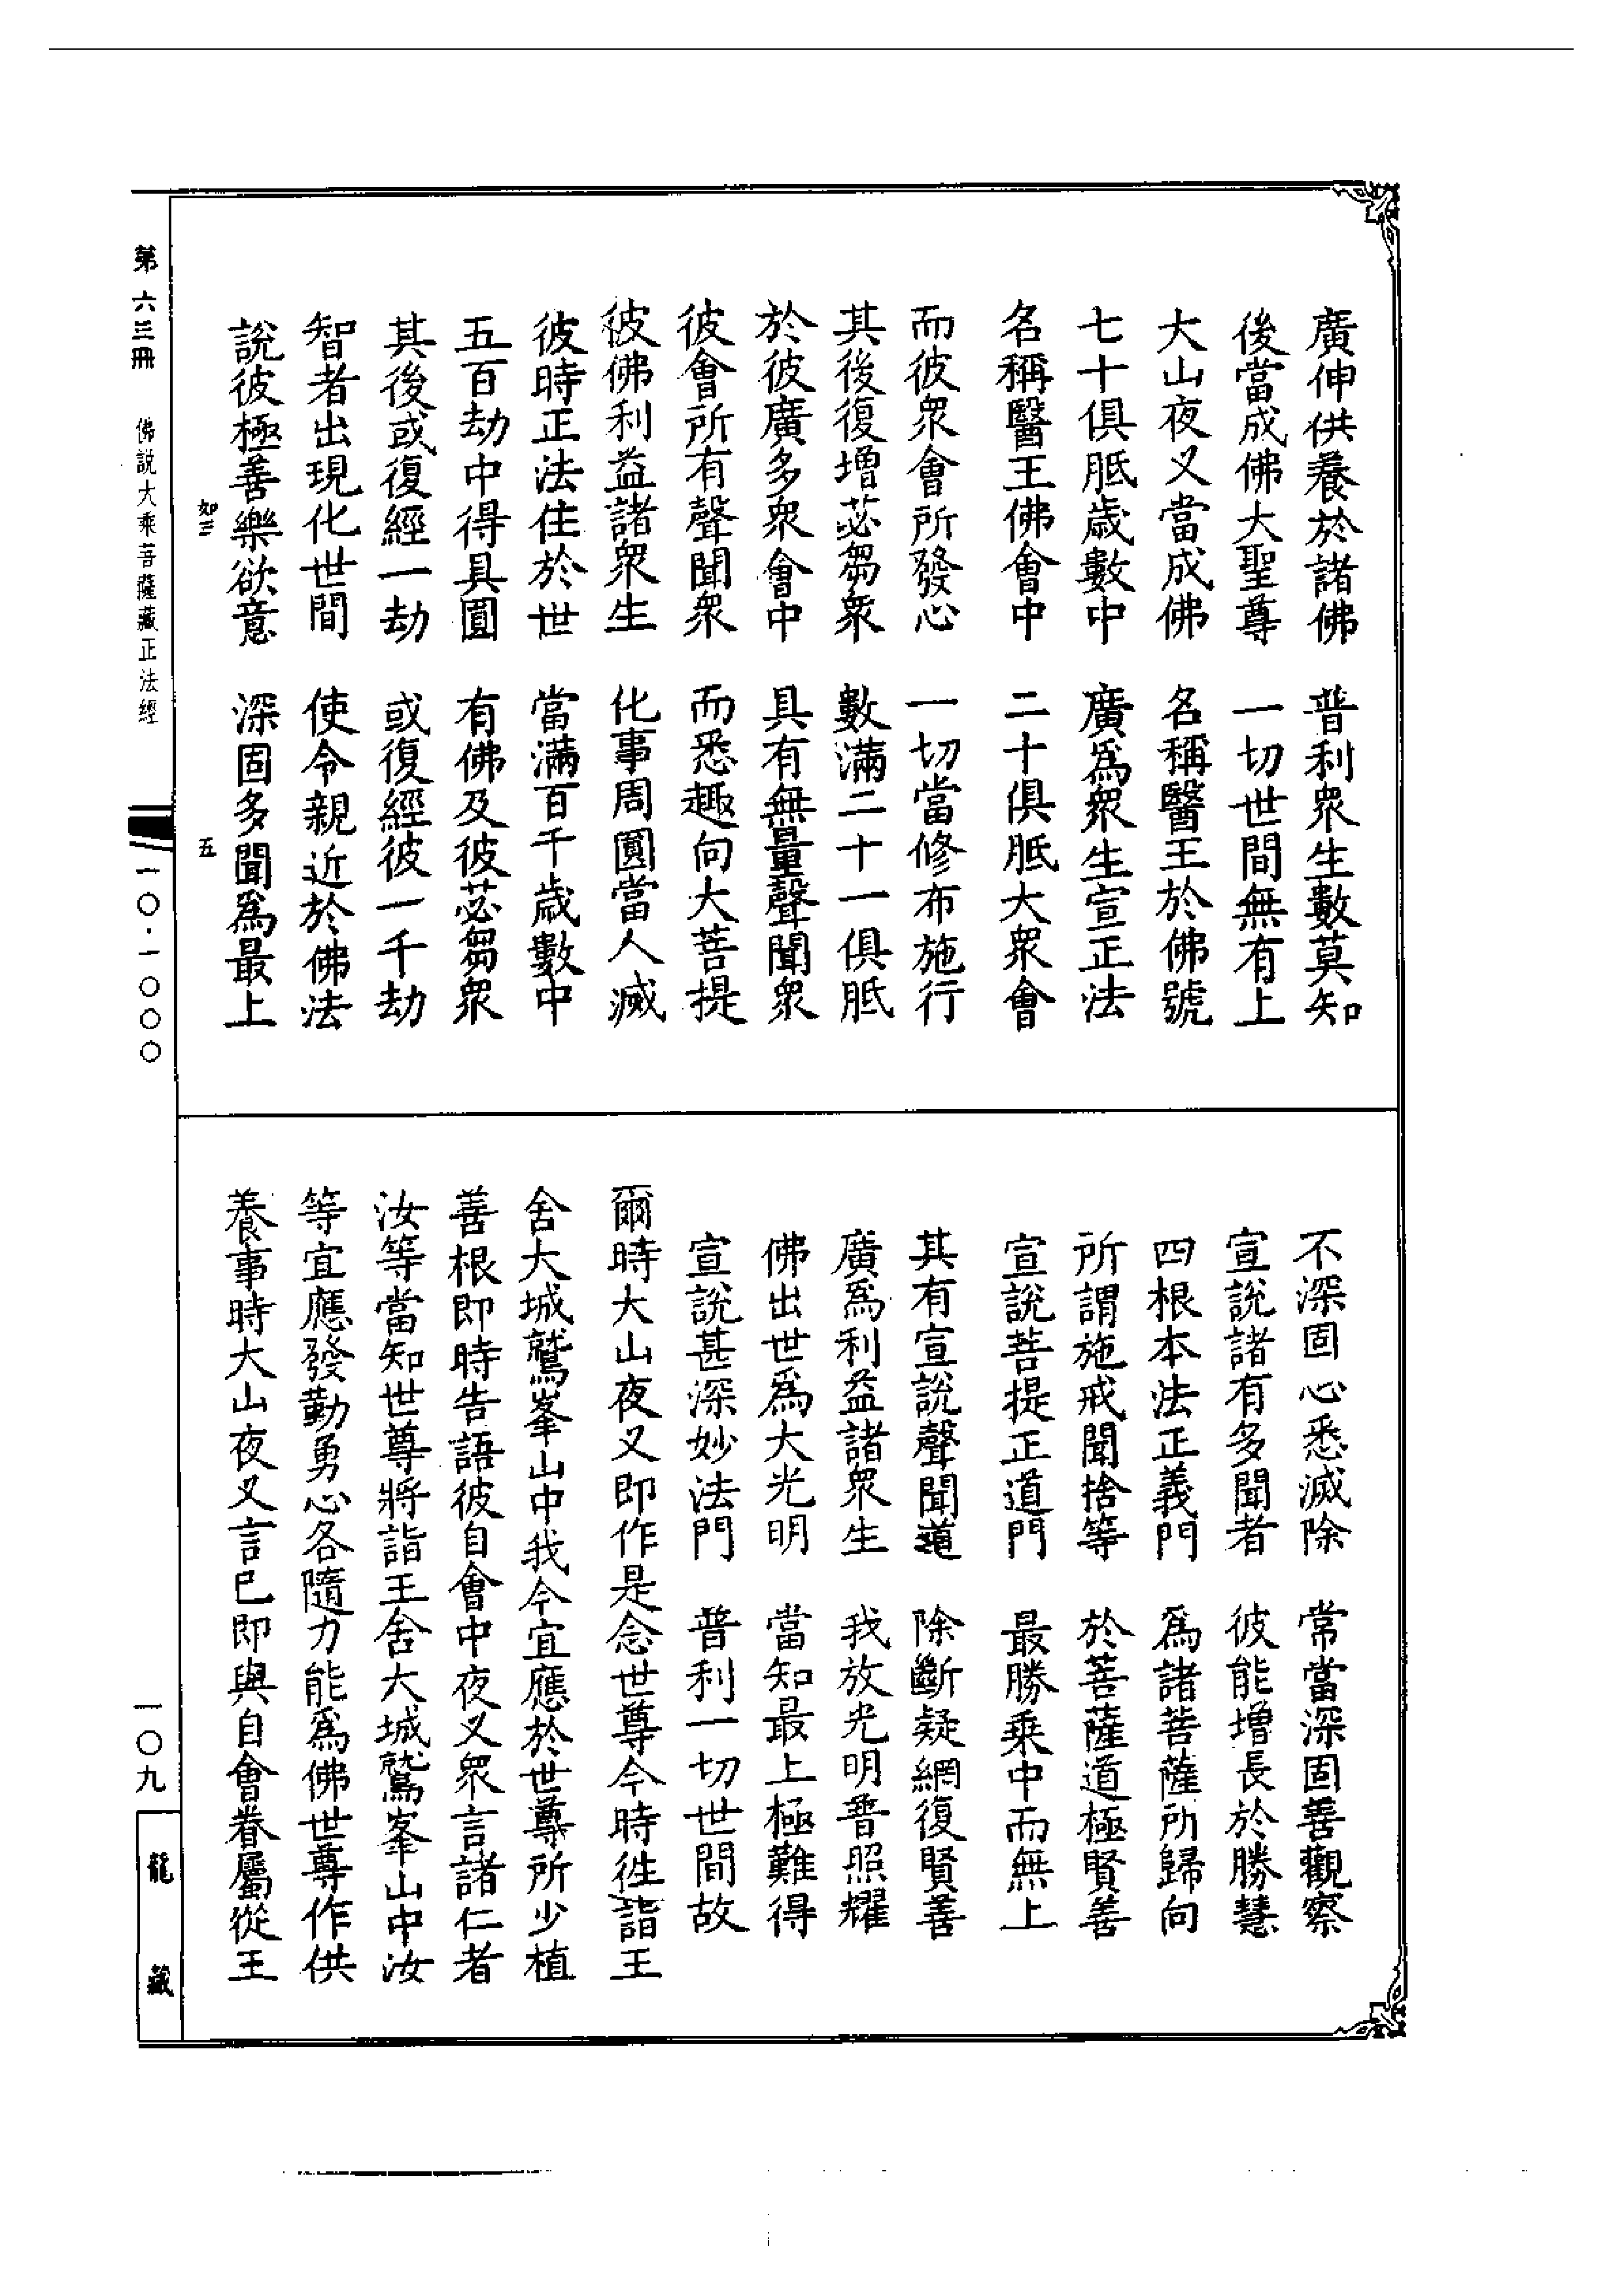 廣伸供養於諸佛　普利衆生數莫知
後當成佛大聖尊　一切世間無有上
大山夜叉當成佛　名稱醫王於佛號
七十俱胝歲數中　廣爲衆生宣正法
名稱醫王佛會中　二十俱胝大衆會
而彼衆會所發心　一切當修布施行
其後復增苾芻衆　數滿二十一俱胝
於彼廣多衆會中　具有無量聲聞衆
彼會所有聲聞衆　而悉趣向大菩提
彼佛利益諸衆生　化事周圓當人滅
彼時正法住於世　當滿百千歲數中
五百劫中得具圓　有佛及彼苾芻衆
其後或復經一劫　或復經彼一千劫
智者出現化世間　使令親近於佛法
說彼極善樂欲意　深固多聞爲最上
如三　五
不深固心悉滅除　常當深固善觀察
宣說諸有多聞者　彼能增長於勝慧
四根本法正義門　爲諸菩薩所歸向
所謂施戒聞捨等　於菩薩道極賢善
宣說菩提正道門　最勝乘中而無上
其有宣說聲聞道　除斷疑網復賢善
廣爲利益諸衆生　我放光明普照耀
佛出世爲大光明　當知最上極難得
宣說甚深妙法門　普利一切世間故
爾時大山夜叉即作是念世尊今時徃詣王
舍大城鷲峯山中我今宜應於世尊所少植
善根即時告語彼自會中夜叉衆言諸仁者
汝等當知世尊將詣王舍大城鷲峯山中汝
等宜應發勤勇心各隨力能爲佛世尊作供
養事時大山夜叉言已即與自會眷屬從王
第六三冊　佛說大乘菩薩藏正法經
一〇·一〇〇〇
一〇九
龍藏